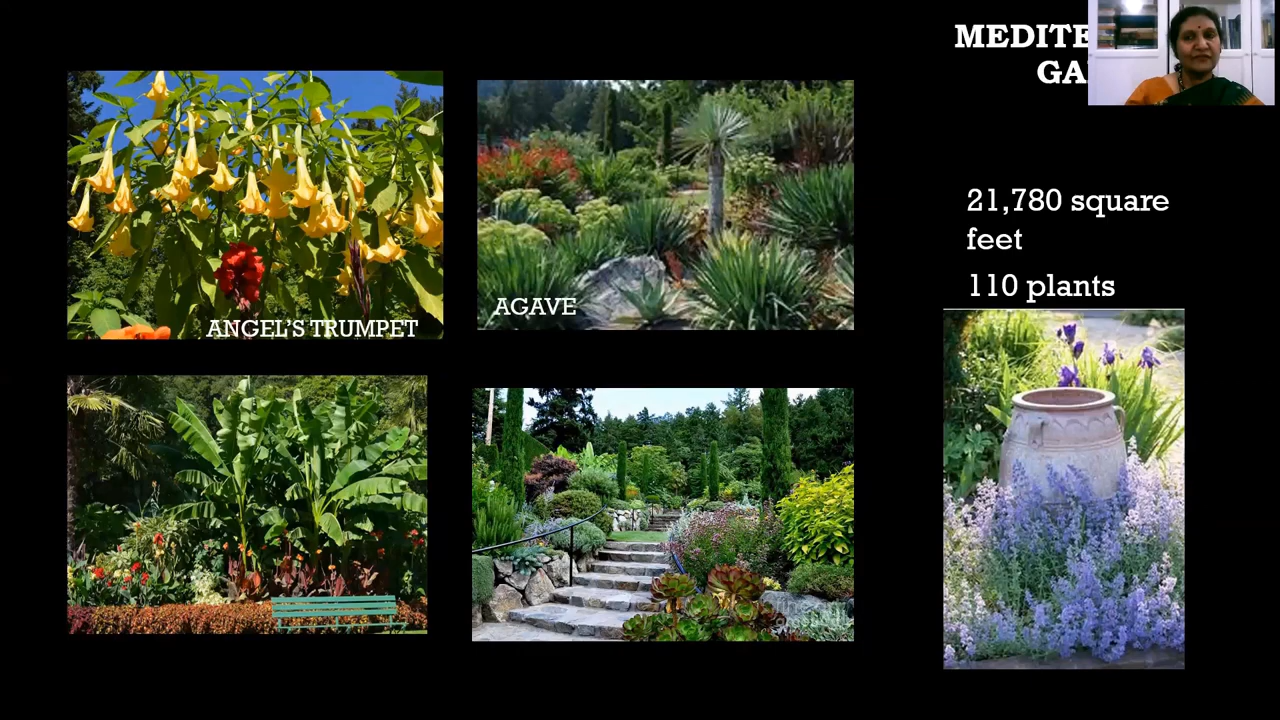 MEDITE
GA
21,780 square
feet
110 plants
ANGEL'S TRUMPET
AGAVE